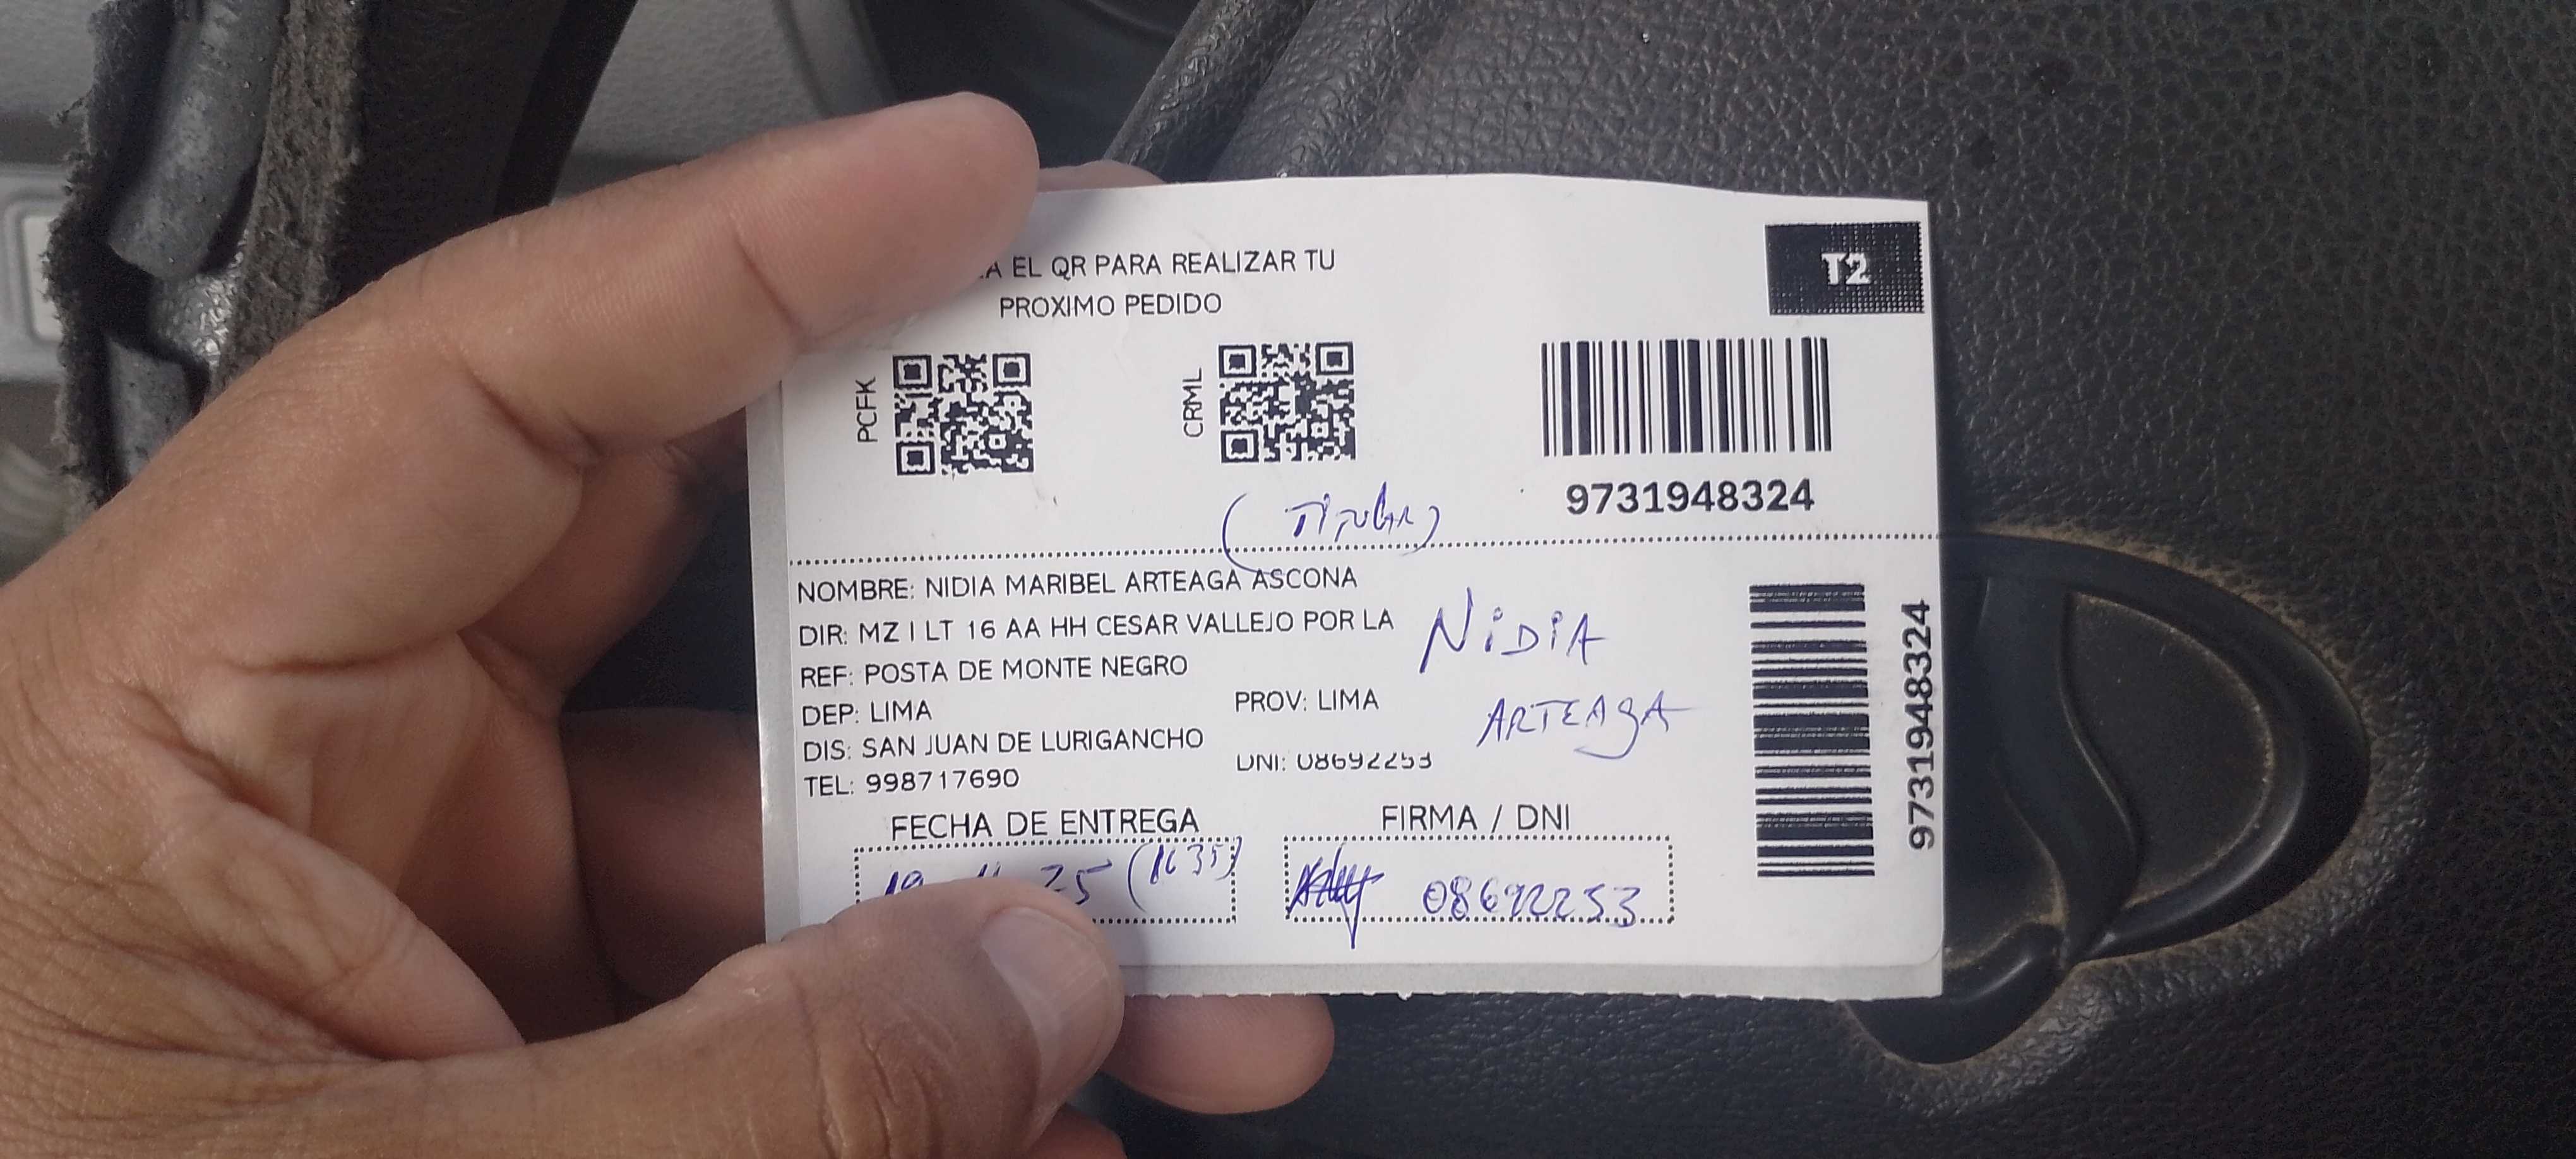 EL QR PARA REALIZAR TU
PROXIMO PEDIDO
T2
PCFK
CRML
9731948324
(Titular)
NOMBRE: NIDIA MARIBEL ARTEAGA ASCONA
DIR: MZ I LT 16 AA HH CESAR VALLEJO POR LA
REF: POSTA DE MONTE NEGRO
DEP: LIMA PROV: LIMA
DIS: SAN JUAN DE LURIGANCHO
TEL: 998717690 DNI: 08692253
NiDiA
ARTEAgA
9731948324
FECHA DE ENTREGA FIRMA / DNI
25 08692253